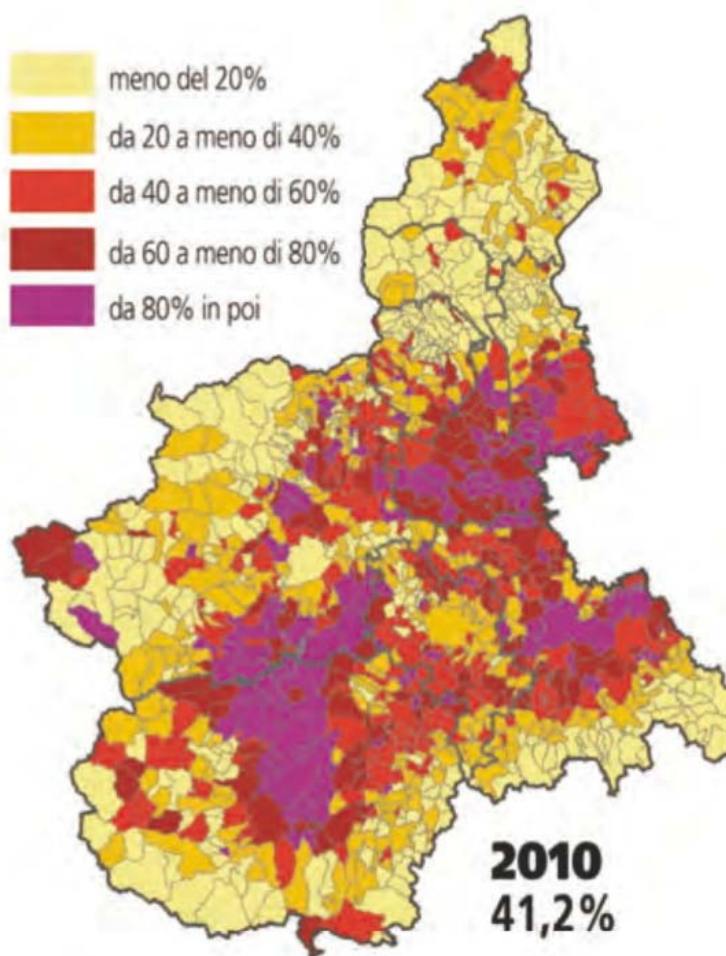 meno del 20%
da 20 a meno di 40%
da 40 a meno di 60%
da 60 a meno di 80%
da 80% in poi
2010
41,2%